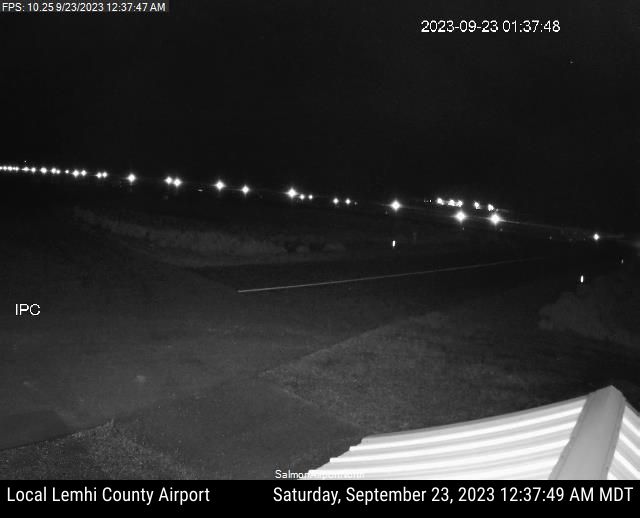 FPS: 10.25 9/23/2023 12:37:47 AM
2023-09-23 01:37:48
IPC
Local Lemhi County Airport
Saturday, September 23, 2023 12:37:49 AM MDT